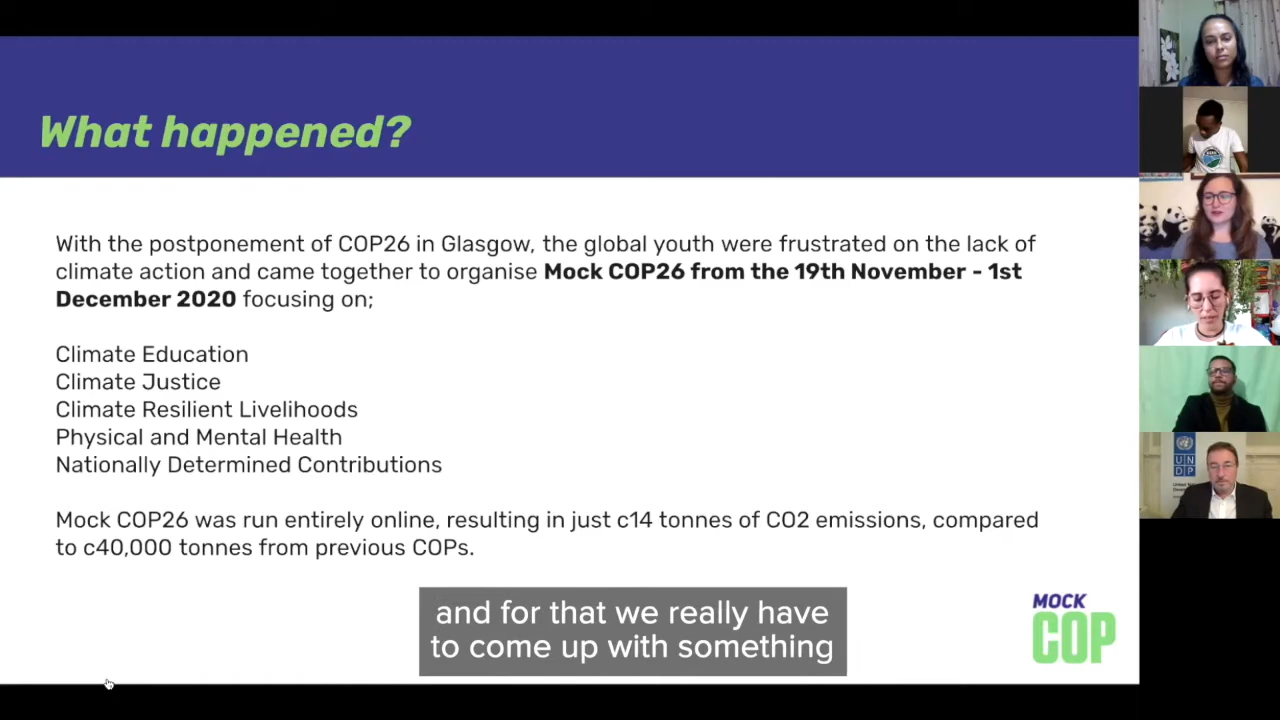 What happened?
With the postponement of COP26 in Glasgow, the global youth were frustrated on the lack of
climate action and came together to organise Mock COP26 from the 19th November - 1st
December 2020 focusing on;
Climate Education
Climate Justice
Climate Resilient Livelihoods
Physical and Mental Health
Nationally Determined Contributions
Mock COP26 was run entirely online, resulting in just c14 tonnes of CO2 emissions, compared
to c40,000 tonnes from previous COPs.
and for that we really have
to come up with something
MOCK
COP
U N
D P